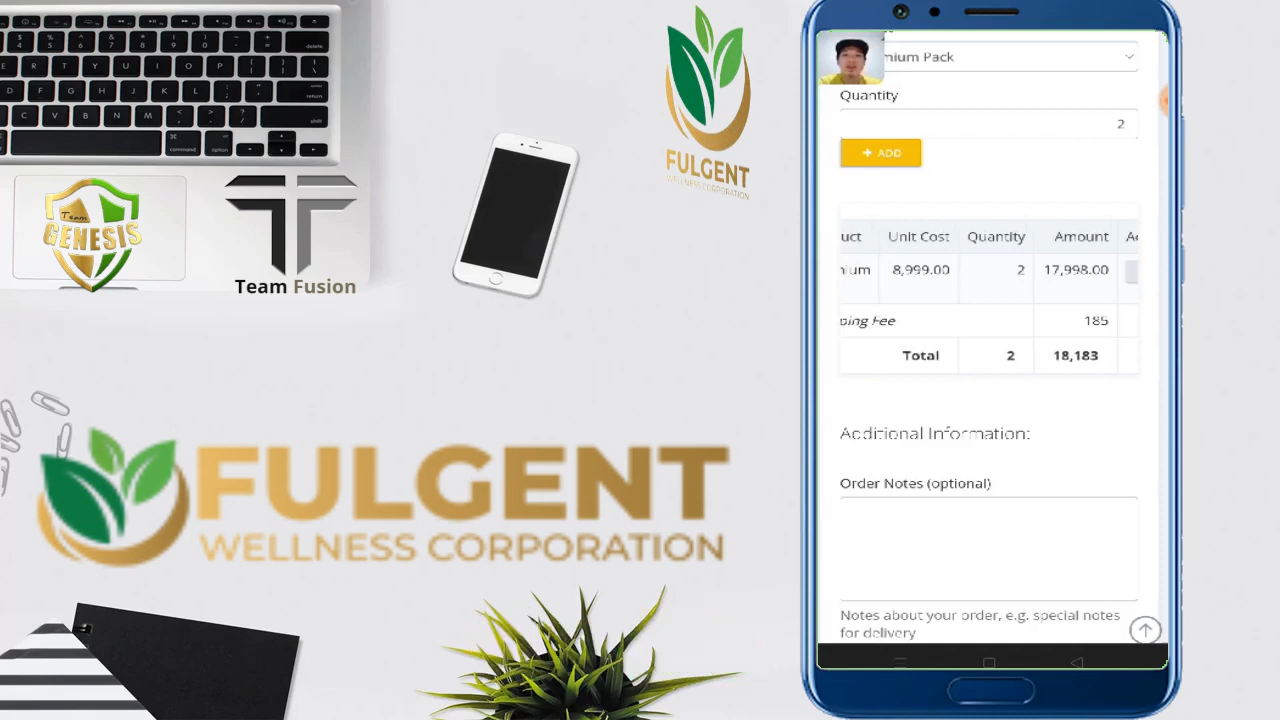 Team
GENESIS
Team Fusion
FULGENT
WELLNESS CORPORATION
FULGENT
WELLNESS CORPORATION
mium Pack
Quantity
2
+ ADD
uct Unit Cost Quantity Amount
nium 8,999.00 2 17,998.00
ping Fee 185
Total 2 18,183
Additional Information:
Order Notes (optional)
Notes about your order, e.g. special notes
for delivery